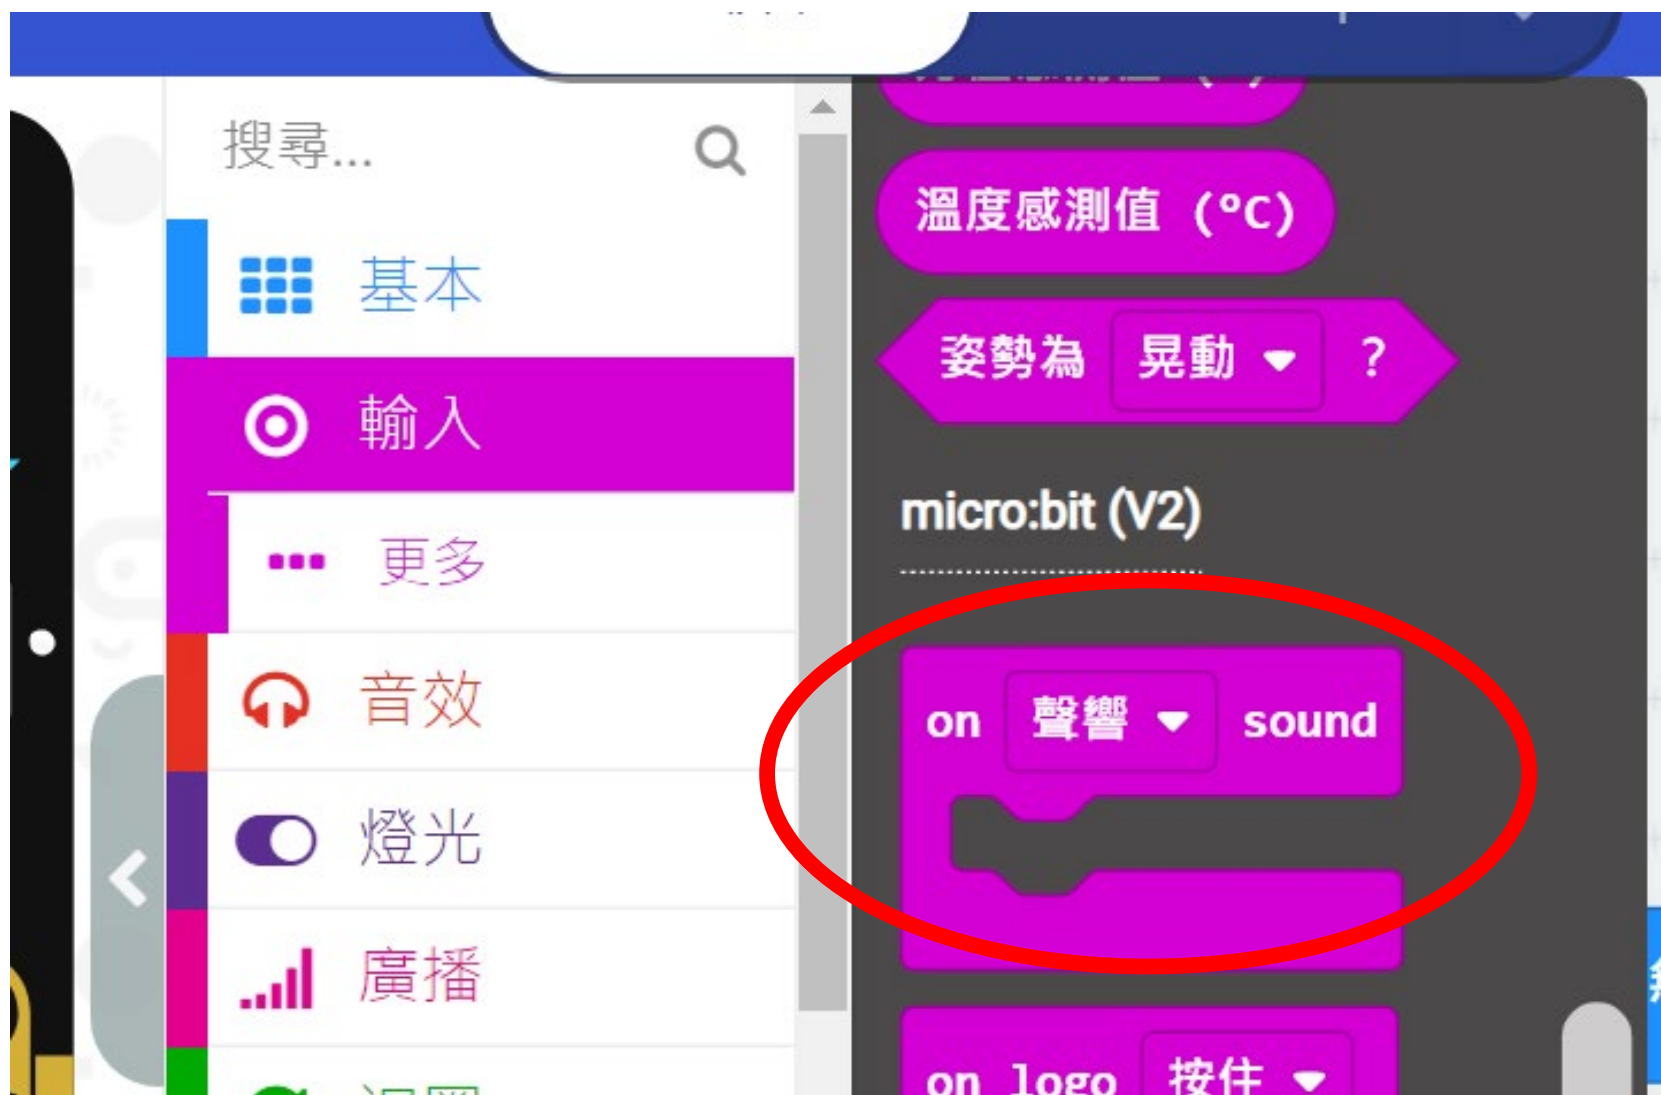 搜尋...
基本
輸入
更多
音效
燈光
廣播
溫度感測值 (°C)
姿勢為 晃動 ?
micro:bit (V2)
on 聲響 sound
on logo 按住